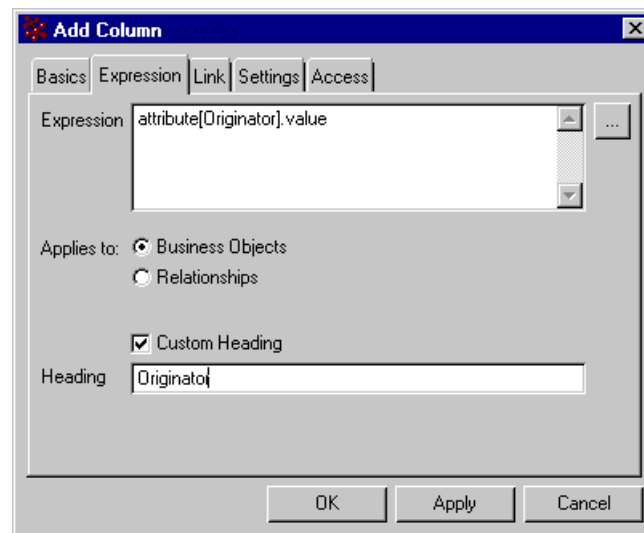 Add Column
Basics Expression Link Settings Access
Expression attribute[Originator].value ...
Applies to: Business Objects
Relationships
Custom Heading
Heading Originator
OK Apply Cancel